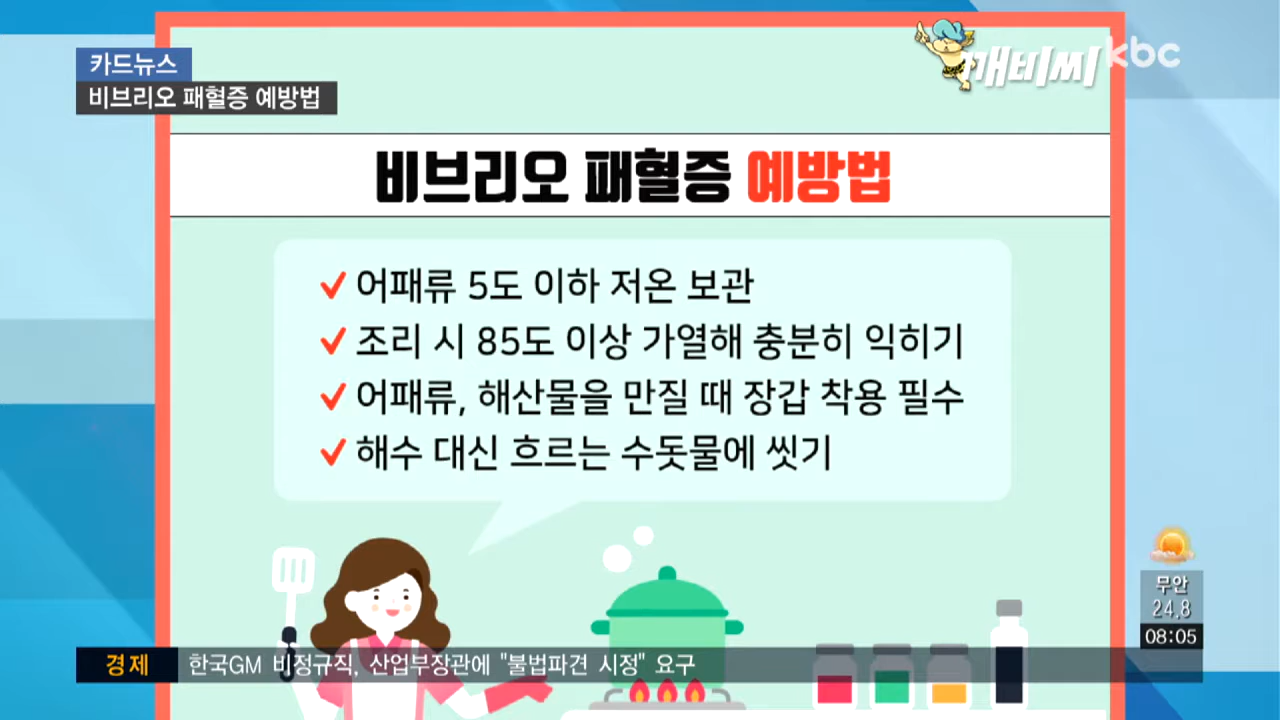 카드뉴스
비브리오 패혈증 예방법
깨비씨 kbc
비브리오 패혈증 예방법
어패류 5도 이하 저온 보관
조리 시 85도 이상 가열해 충분히 익히기
어패류, 해산물을 만질 때 장갑 착용 필수
해수 대신 흐르는 수돗물에 씻기
무안
24.8
08:05
경제 한국GM 비정규직, 산업부장관에 "불법파견 시정" 요구